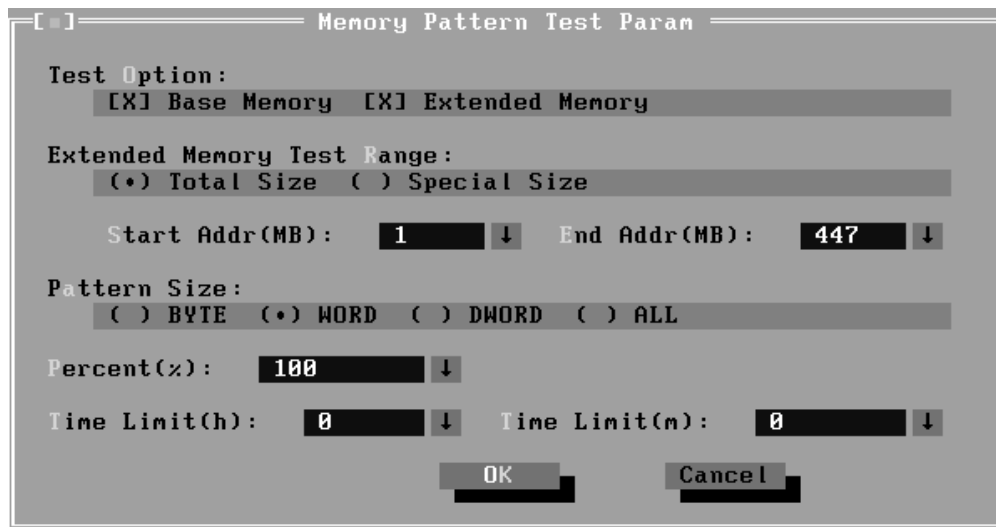 [■] Memory Pattern Test Param
Test Option:
[X] Base Memory [X] Extended Memory
Extended Memory Test Range:
(•) Total Size ( ) Special Size
Start Addr(MB): 1 ↓ End Addr(MB): 447 ↓
Pattern Size:
( ) BYTE (•) WORD ( ) DWORD ( ) ALL
Percent(%): 100 ↓
Time Limit(h): 0 ↓ Time Limit(m): 0 ↓
OK Cancel